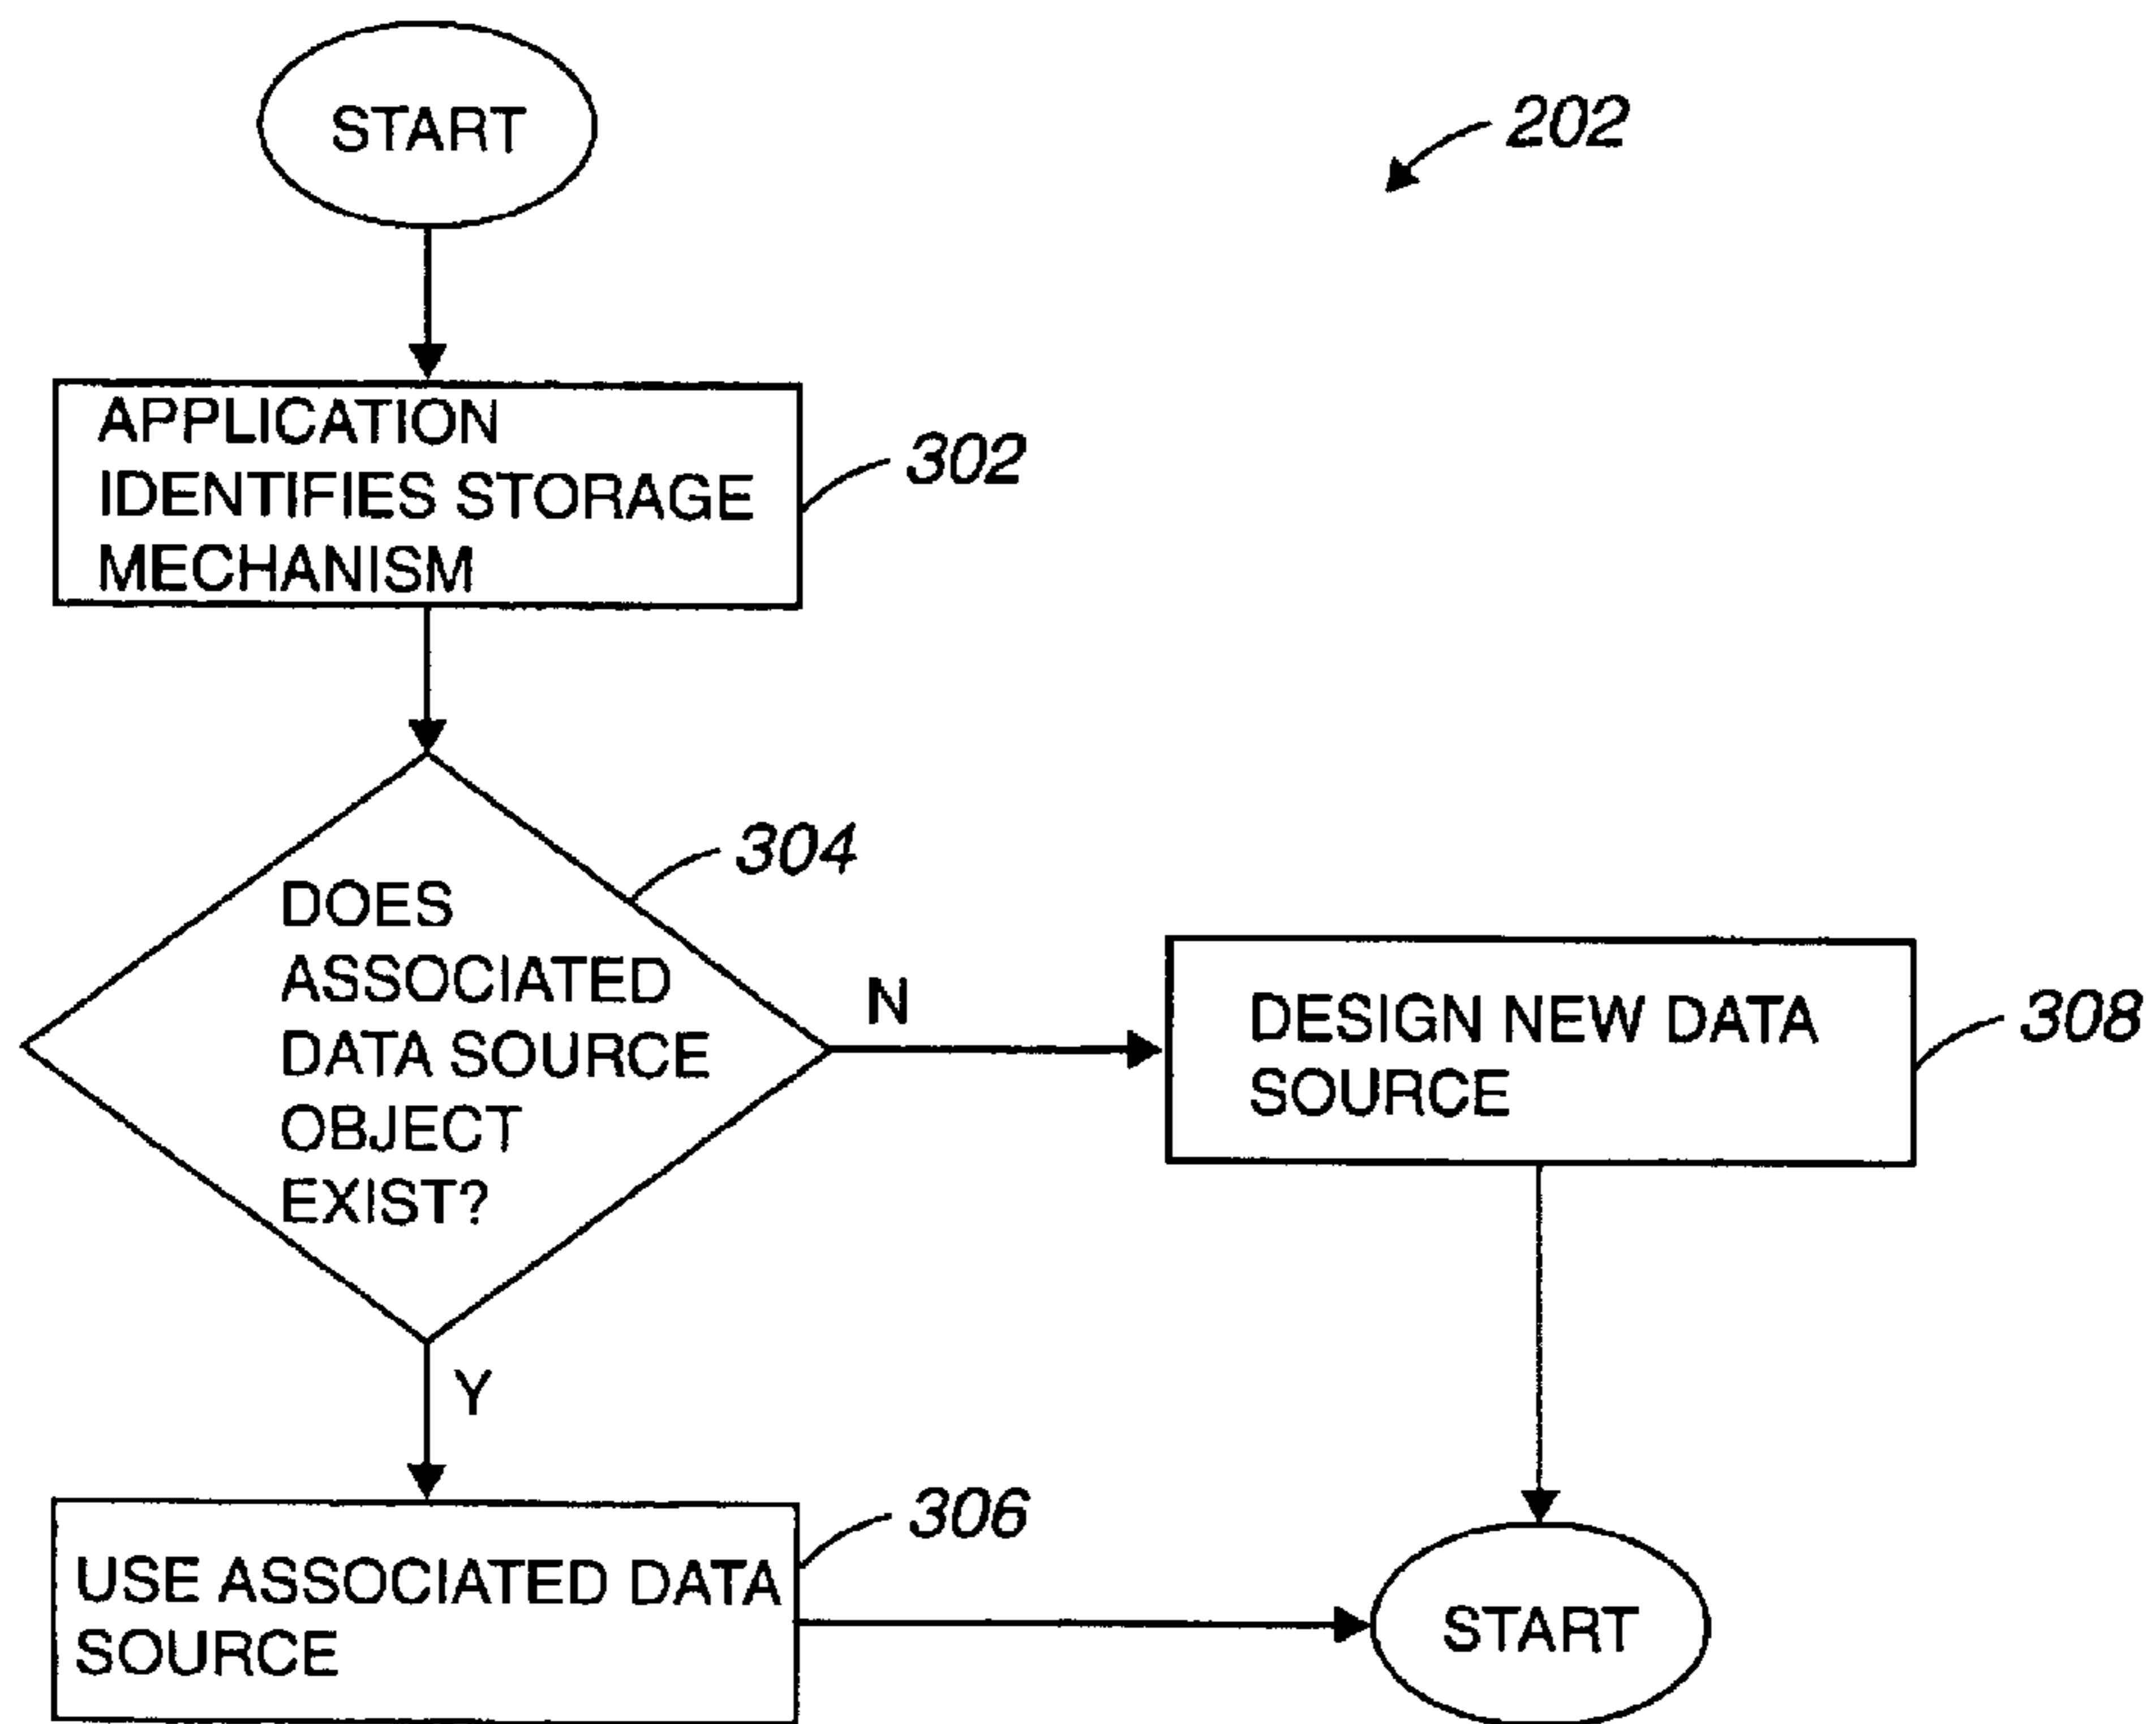 START
202
APPLICATION
IDENTIFIES STORAGE
MECHANISM
302
304
DOES
ASSOCIATED
DATA SOURCE
OBJECT
EXIST?
N
DESIGN NEW DATA
SOURCE
308
Y
306
USE ASSOCIATED DATA
SOURCE
START